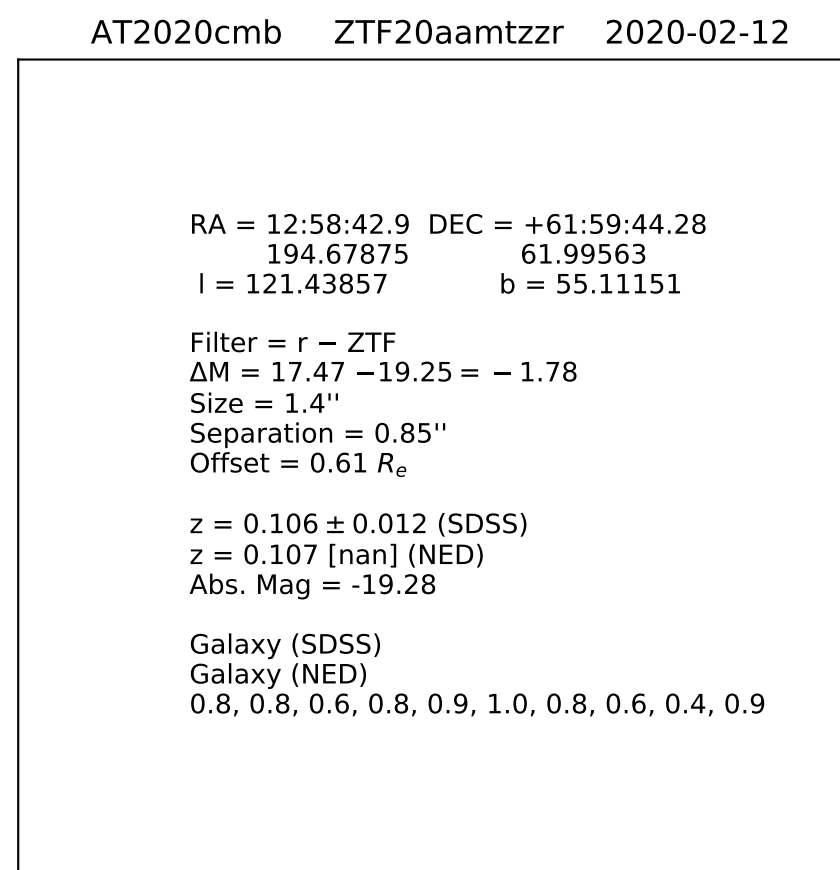 AT2020cmb ZTF20aamtzzr 2020-02-12
RA = 12:58:42.9 DEC = +61:59:44.28
194.67875 61.99563
l = 121.43857 b = 55.11151
Filter = r − ZTF
ΔM = 17.47 −19.25 = − 1.78
Size = 1.4''
Separation = 0.85''
Offset = 0.61 Rₑ
z = 0.106 ± 0.012 (SDSS)
z = 0.107 [nan] (NED)
Abs. Mag = -19.28
Galaxy (SDSS)
Galaxy (NED)
0.8, 0.8, 0.6, 0.8, 0.9, 1.0, 0.8, 0.6, 0.4, 0.9